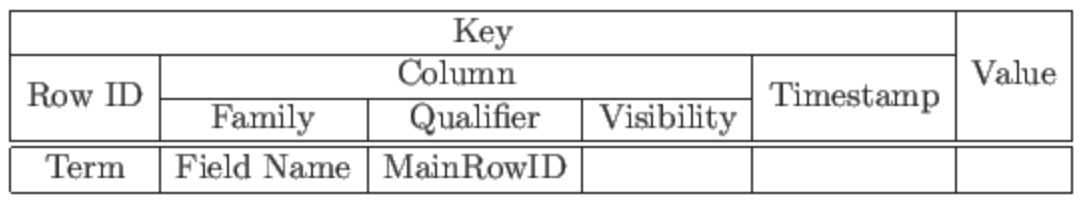 Key
Value
Row ID
Column
Timestamp
Family Qualifier Visibility
Term Field Name MainRowID